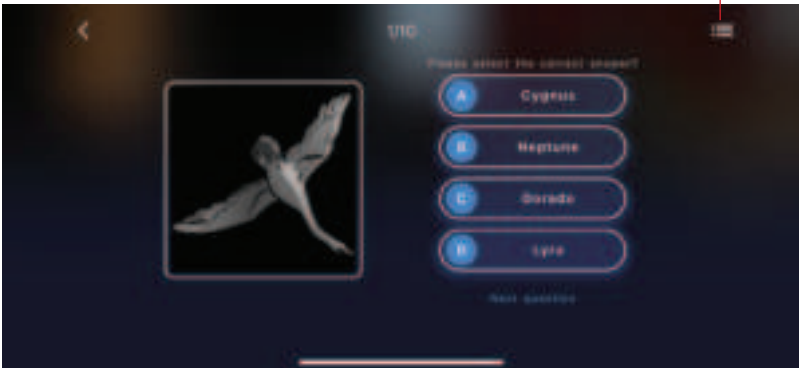 1/10
Please select the correct answer?
A Cygnus
B Neptune
C Dorado
D Lyra
Next question